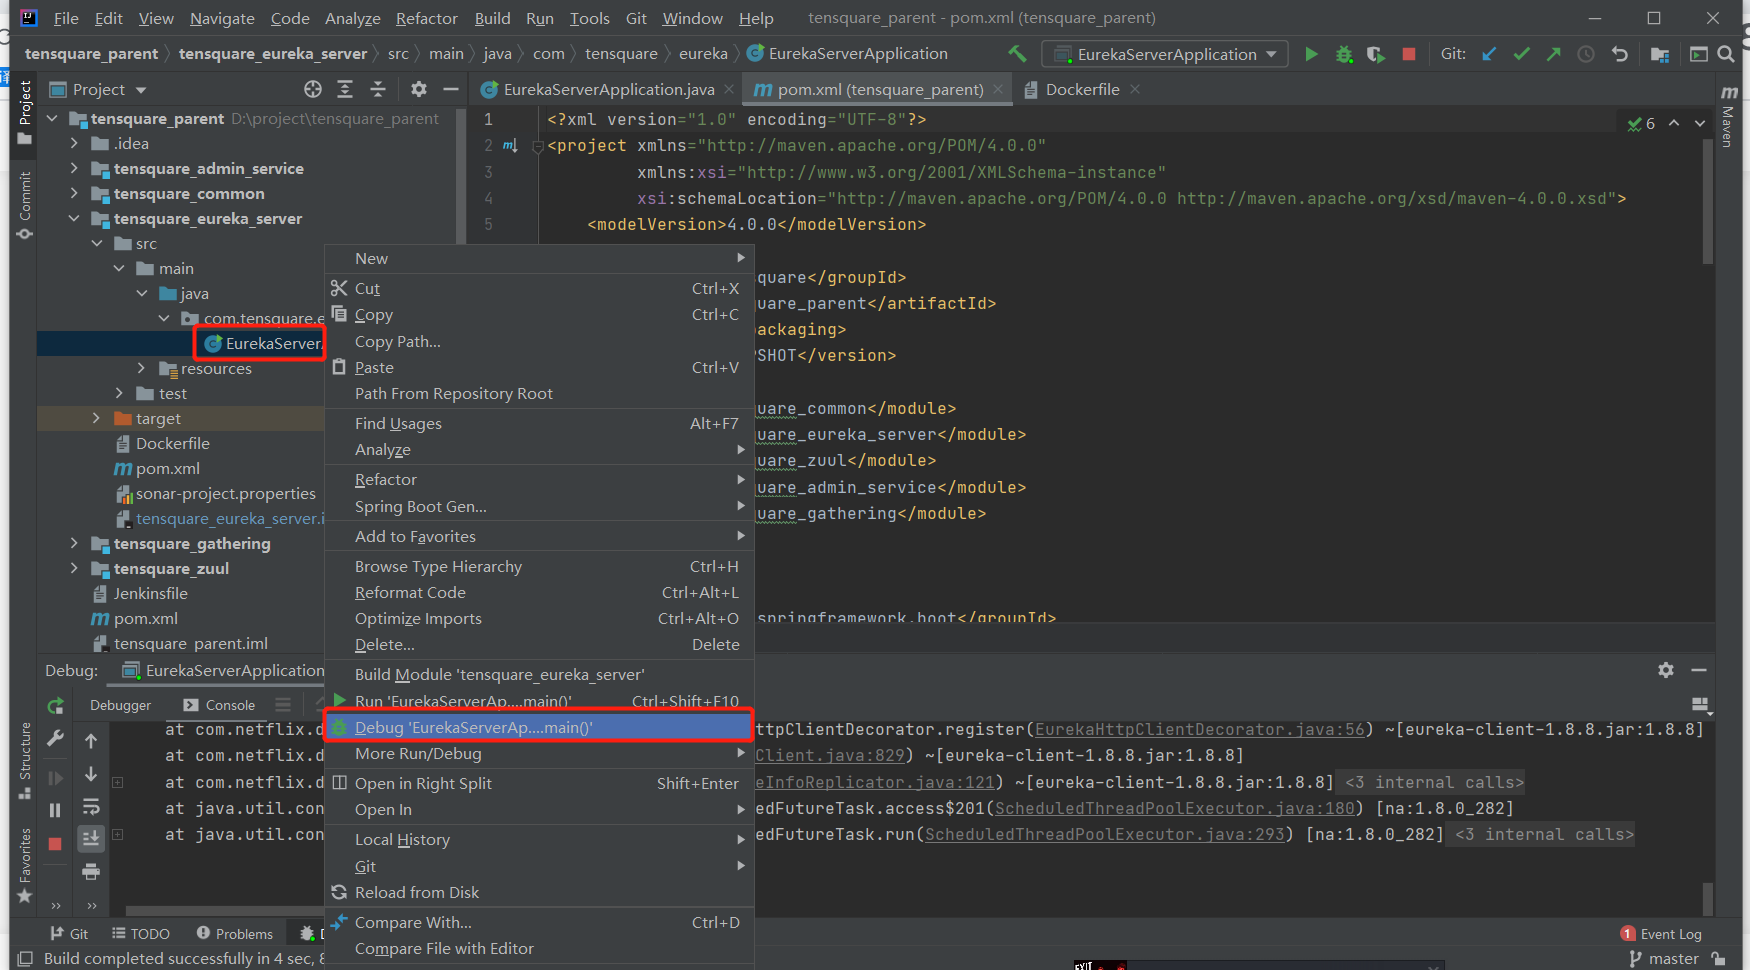 File Edit View Navigate Code Analyze Refactor Build Run Tools Git Window Help tensquare_parent - pom.xml (tensquare_parent)
tensquare_parent tensquare_eureka_server src main java com tensquare eureka EurekaServerApplication EurekaServerApplication Git:
Project
EurekaServerApplication.java pom.xml (tensquare_parent) Dockerfile
Project
Commit
Structure
Favorites
Maven
tensquare_parent D:\project\tensquare_parent
.idea
tensquare_admin_service
tensquare_common
tensquare_eureka_server
src
main
java
com.tensquare.e
EurekaServer
resources
test
target
Dockerfile
pom.xml
sonar-project.properties
tensquare_eureka_server.i
tensquare_gathering
tensquare_zuul
Jenkinsfile
pom.xml
tensquare_parent.iml
1 <?xml version="1.0" encoding="UTF-8"?>
6
2 <project xmlns="http://maven.apache.org/POM/4.0.0"
3 xmlns:xsi="http://www.w3.org/2001/XMLSchema-instance"
4 xsi:schemaLocation="http://maven.apache.org/POM/4.0.0 http://maven.apache.org/xsd/maven-4.0.0.xsd">
5 <modelVersion>4.0.0</modelVersion>
square</groupId>
uare_parent</artifactId>
ackaging>
PSHOT</version>
uare_common</module>
uare_eureka_server</module>
uare_zuul</module>
uare_admin_service</module>
uare_gathering</module>
springframework.boot</groupId>
New
Cut Ctrl+X
Copy Ctrl+C
Copy Path...
Paste Ctrl+V
Path From Repository Root
Find Usages Alt+F7
Analyze
Refactor
Spring Boot Gen...
Add to Favorites
Browse Type Hierarchy Ctrl+H
Reformat Code Ctrl+Alt+L
Optimize Imports Ctrl+Alt+O
Delete... Delete
Build Module 'tensquare_eureka_server'
Run 'EurekaServerAp....main()' Ctrl+Shift+F10
Debug 'EurekaServerAp....main()'
More Run/Debug
Open in Right Split Shift+Enter
Open In
Local History
Git
Reload from Disk
Compare With... Ctrl+D
Compare File with Editor
Debug: EurekaServerApplication
Debugger Console
at com.netflix.d ttpClientDecorator.register(EurekaHttpClientDecorator.java:56) ~[eureka-client-1.8.8.jar:1.8.8]
at com.netflix.d Client.java:829) ~[eureka-client-1.8.8.jar:1.8.8]
at com.netflix.d eInfoReplicator.java:121) ~[eureka-client-1.8.8.jar:1.8.8] <3 internal calls>
at java.util.con edFutureTask.access$201(ScheduledThreadPoolExecutor.java:180) [na:1.8.0_282]
at java.util.con edFutureTask.run(ScheduledThreadPoolExecutor.java:293) [na:1.8.0_282] <3 internal calls>
Git TODO Problems 1 Event Log
Build completed successfully in 4 sec, 8 master
EXIT